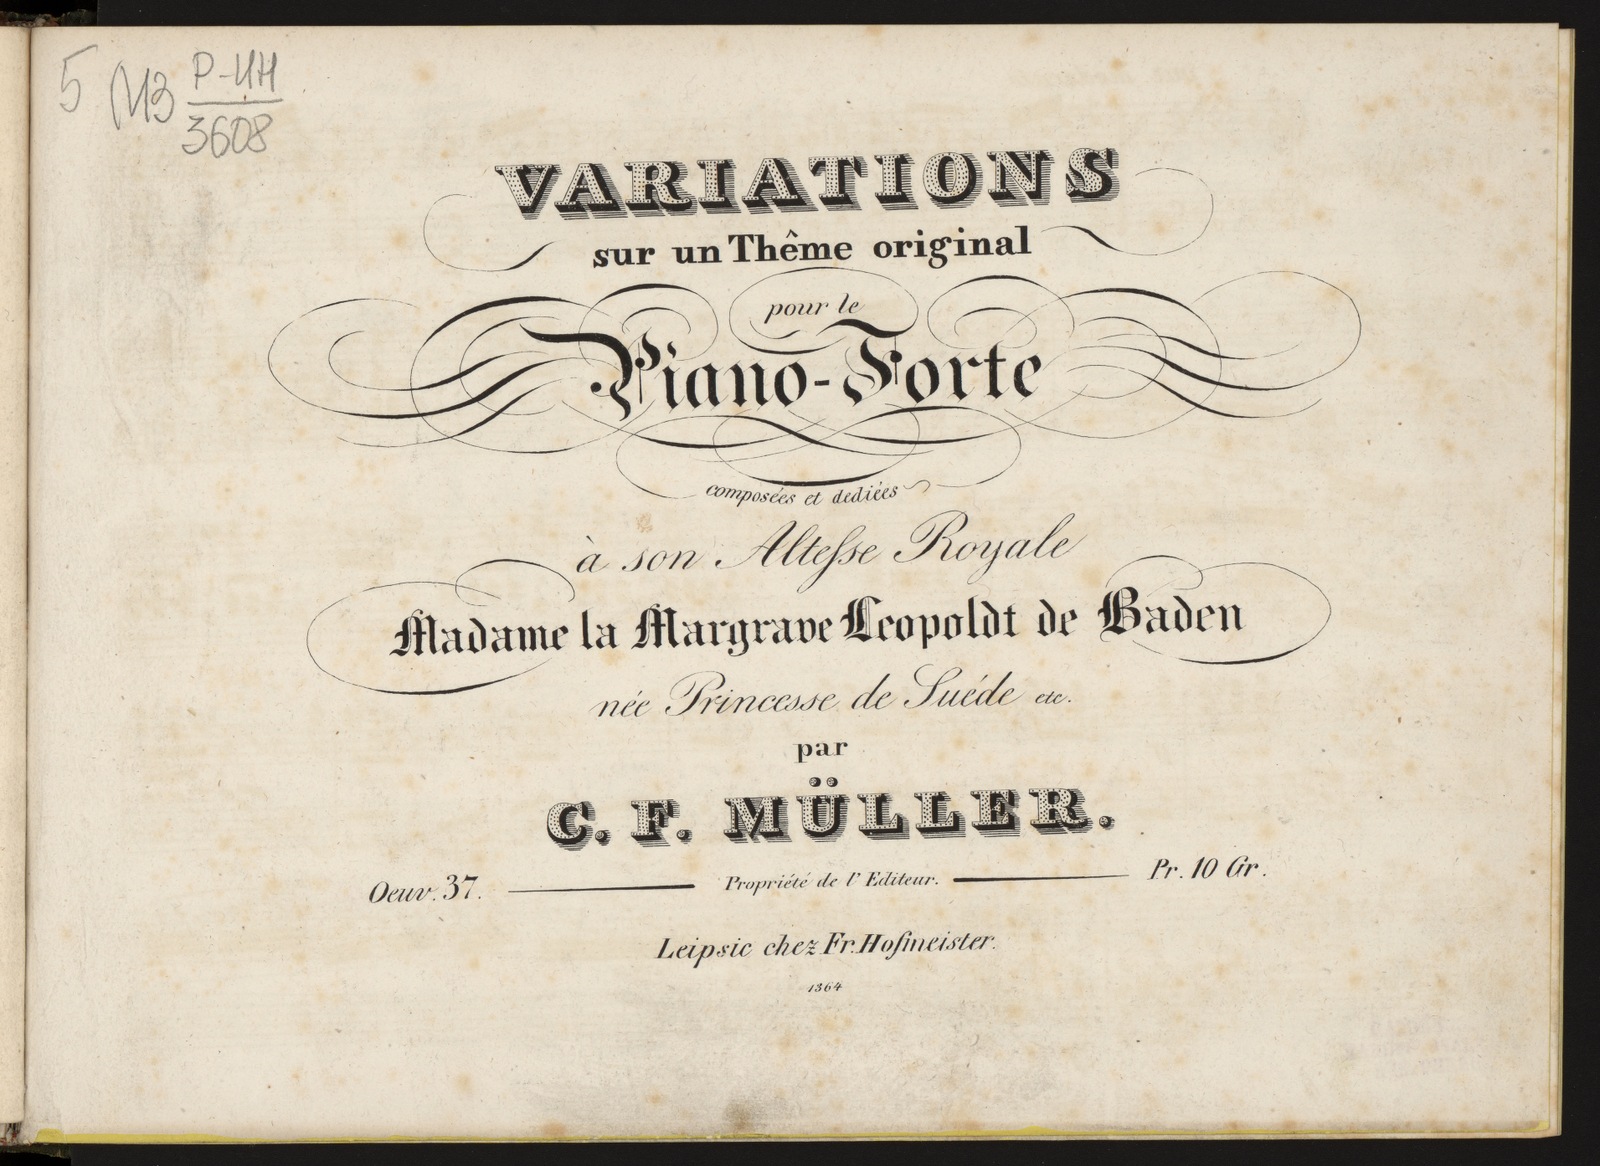 5 МЗ Р-ИН
3608
VARIATIONS
sur un Thême original
pour le
Piano-Forte
composées et dediées
à son Altesse Royale
Madame la Margrave Leopoldt de Baden
née Princesse de Suéde etc.
par
C. F. MÜLLER.
Oeuv. 37. Propriété de l'Editeur. Pr. 10 Gr.
Leipsic chez Fr. Hofmeister.
1364